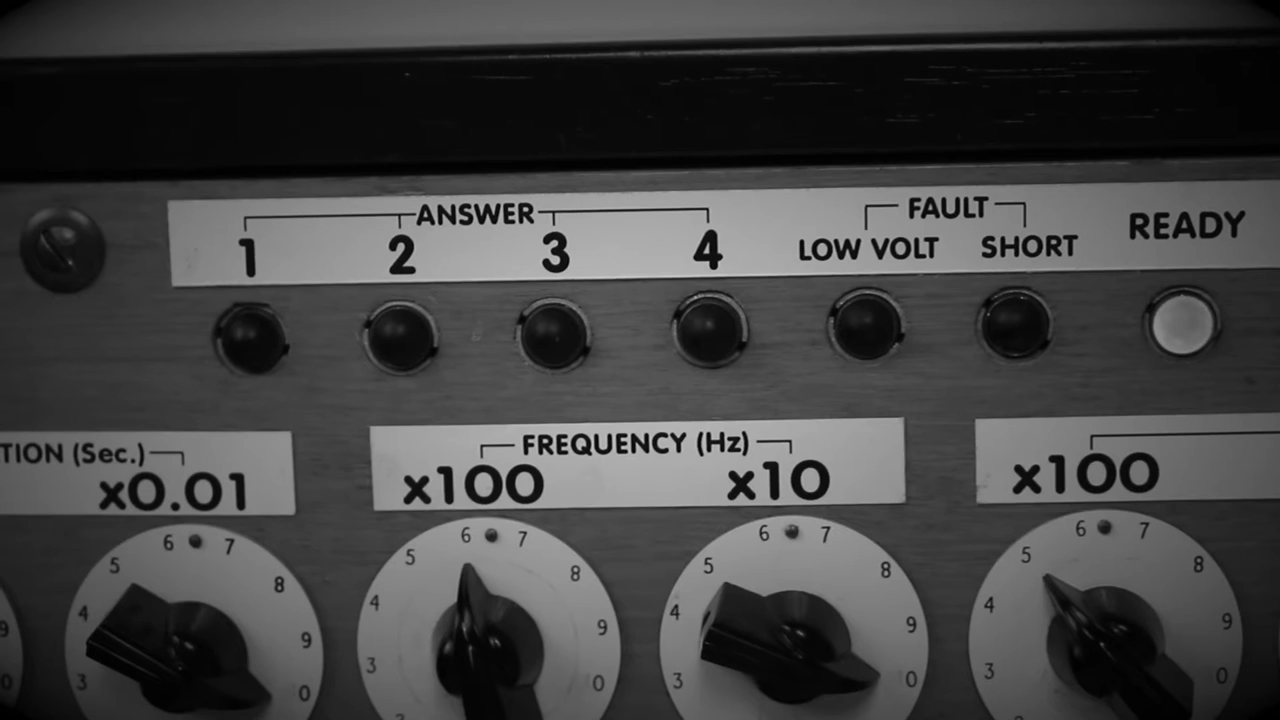 ANSWER
FAULT
1 2 3 4 LOW VOLT SHORT READY
TION (Sec.) FREQUENCY (Hz)
x0.01 x100 x10 x100
3 4 5 6 7 8 9 0
3 4 5 6 7 8 9 0
3 4 5 6 7 8 9 0
3 4 5 6 7 8 9 0